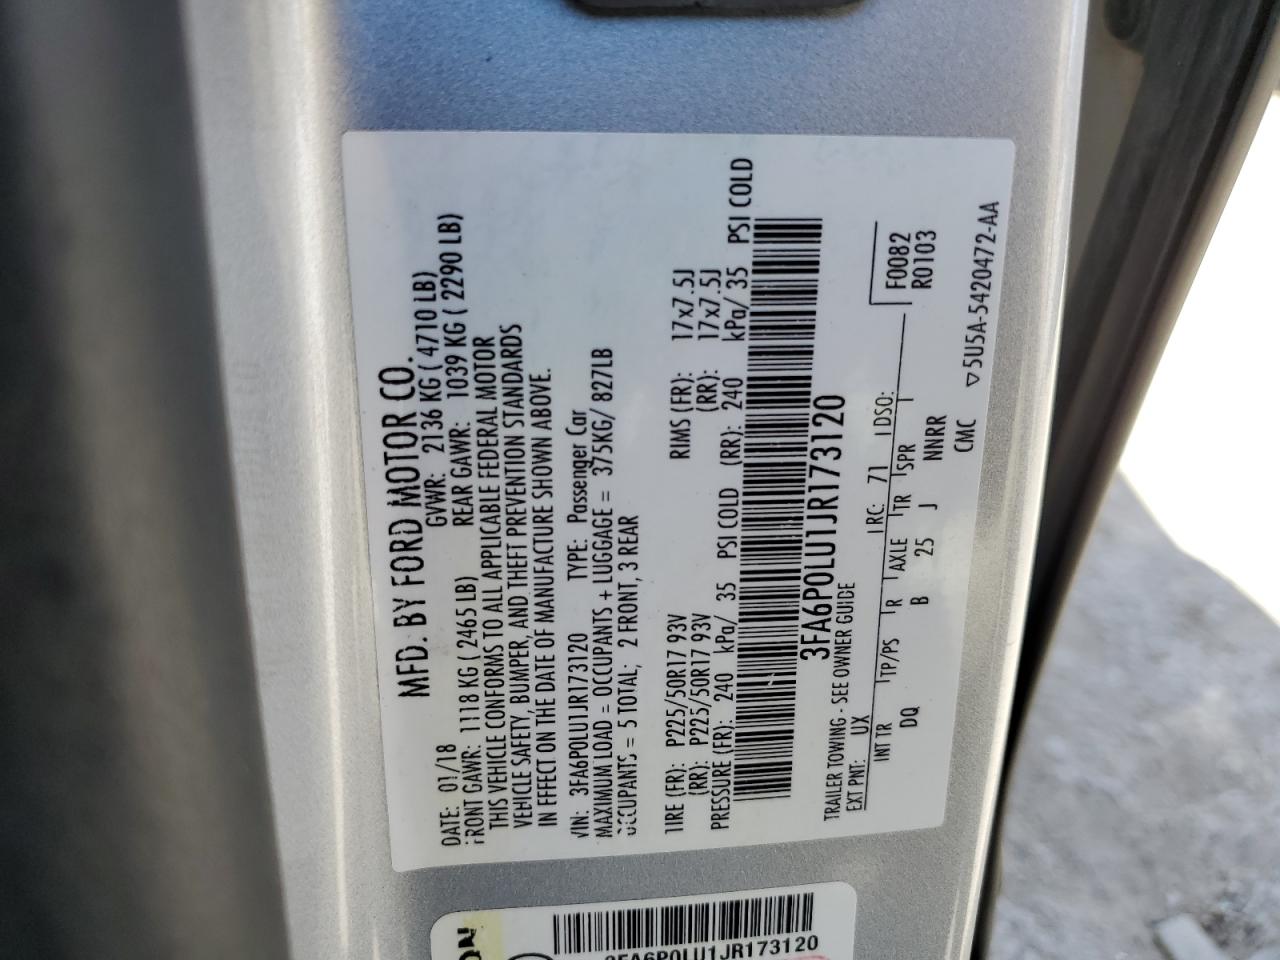 MFD. BY FORD MOTOR CO.
DATE: 01/18 GVWR: 2136 KG ( 4710 LB)
FRONT GAWR: 1118 KG ( 2465 LB) REAR GAWR: 1039 KG ( 2290 LB)
THIS VEHICLE CONFORMS TO ALL APPLICABLE FEDERAL MOTOR
VEHICLE SAFETY, BUMPER, AND THEFT PREVENTION STANDARDS
IN EFFECT ON THE DATE OF MANUFACTURE SHOWN ABOVE.
VIN: 3FA6P0LU1JR173120 TYPE: Passenger Car
MAXIMUM LOAD = OCCUPANTS + LUGGAGE = 375KG/ 827LB
OCCUPANTS = 5 TOTAL; 2 FRONT, 3 REAR
TIRE (FR): P225/50R17 93V RIMS (FR): 17x7.5J
(RR): P225/50R17 93V (RR): 17x7.5J
PRESSURE (FR): 240 kPa/ 35 PSI COLD (RR): 240 kPa/ 35 PSI COLD
3FA6P0LU1JR173120
TRAILER TOWING - SEE OWNER GUIDE
EXT PNT: UX RC: 71 DSO: F0082
INT TR TP/PS R AXLE TR SPR R0103
DQ B 25 J NNRR
CMC
▽5U5A-5420472-AA
3FA6P0LU1JR173120